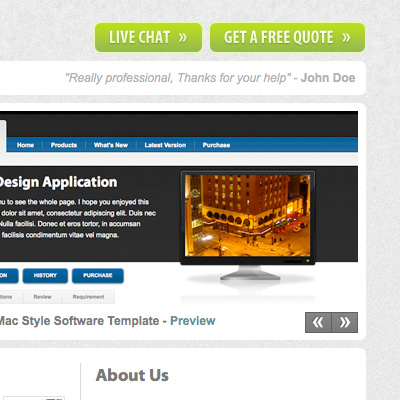 LIVE CHAT »
GET A FREE QUOTE »
"Really professional, Thanks for your help" - John Doe
Home Products What's New Latest Version Purchase
Design Application
nu to see the whole page. I hope you enjoyed this
dolor sit amet, consectetur adipiscing elit. Duis nec
Nulla facilisi. Donec et eros tortor, in accumsan
facilisis condimentum vitae vel magna.
ON HISTORY PURCHASE
tions Review Requirement
Mac Style Software Template - Preview
« »
About Us